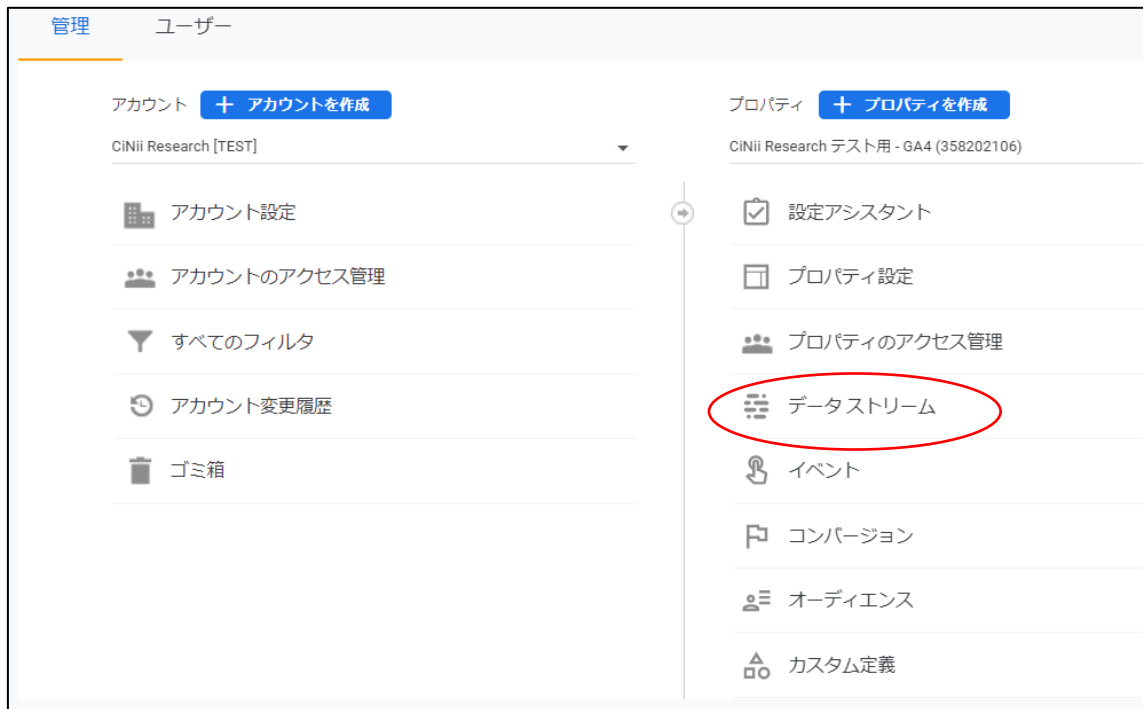 管理 ユーザー
アカウント + アカウントを作成
CiNii Research [TEST]
アカウント設定
アカウントのアクセス管理
すべてのフィルタ
アカウント変更履歴
ゴミ箱
プロパティ + プロパティを作成
CiNii Research テスト用 - GA4 (358202106)
設定アシスタント
プロパティ設定
プロパティのアクセス管理
データ ストリーム
イベント
コンバージョン
オーディエンス
カスタム定義